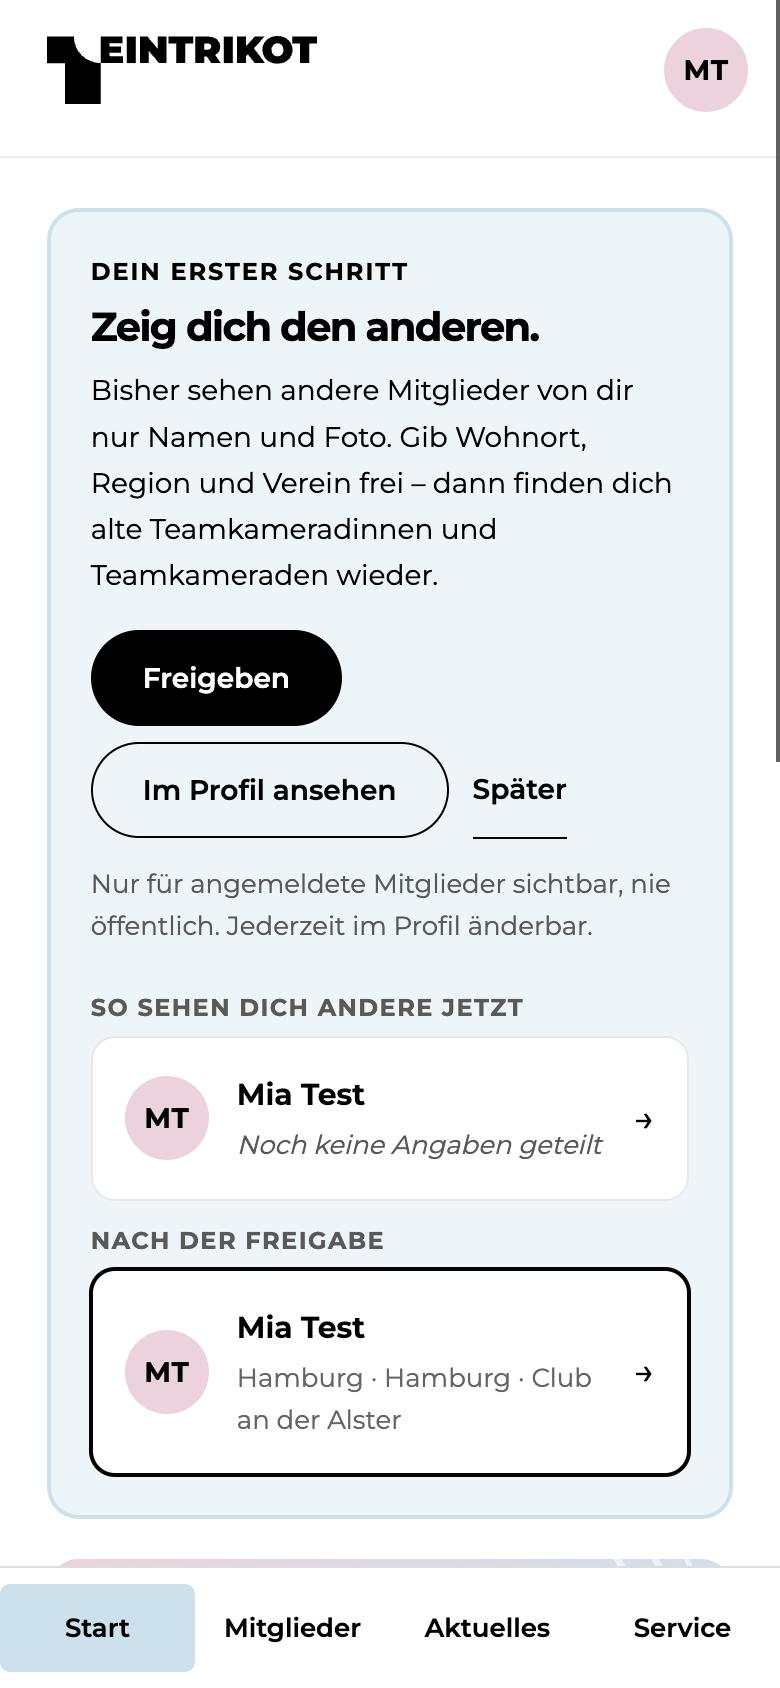 EINTRIKOT
MT
DEIN ERSTER SCHRITT
Zeig dich den anderen.
Bisher sehen andere Mitglieder von dir
nur Namen und Foto. Gib Wohnort,
Region und Verein frei – dann finden dich
alte Teamkameradinnen und
Teamkameraden wieder.
Freigeben
Im Profil ansehen
Später
Nur für angemeldete Mitglieder sichtbar, nie
öffentlich. Jederzeit im Profil änderbar.
SO SEHEN DICH ANDERE JETZT
MT
Mia Test
Noch keine Angaben geteilt
→
NACH DER FREIGABE
MT
Mia Test
Hamburg · Hamburg · Club
an der Alster
→
Start
Mitglieder
Aktuelles
Service